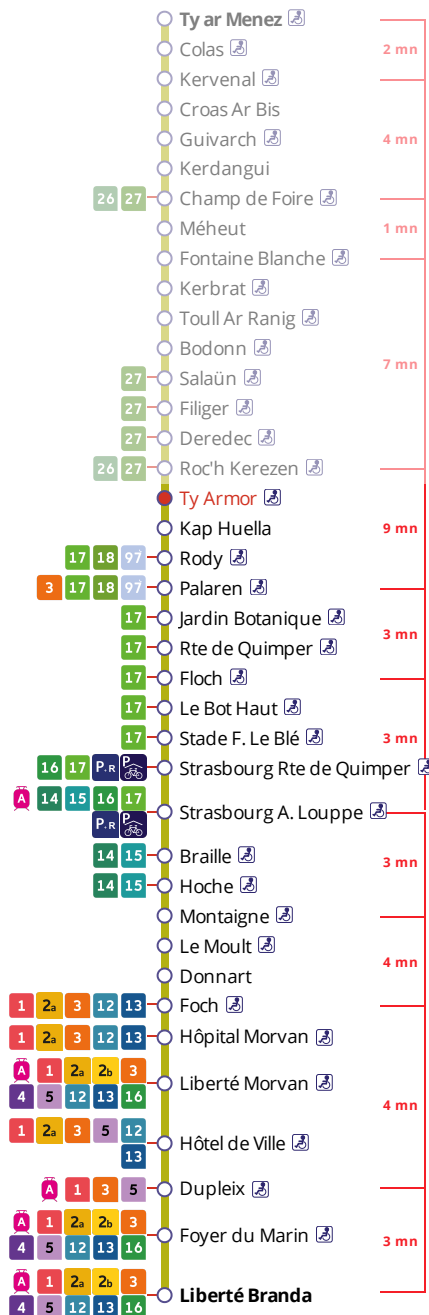 Ty ar Menez
Colas
2 mn
Kervenal
Croas Ar Bis
Guivarch
4 mn
Kerdangui
26 27 Champ de Foire
Méheut
1 mn
Fontaine Blanche
Kerbrat
Toull Ar Ranig
Bodonn
7 mn
27 Salaün
27 Filiger
27 Deredec
26 27 Roc'h Kerezen
Ty Armor
Kap Huella
9 mn
17 18 97 Rody
3 17 18 97 Palaren
17 Jardin Botanique
3 mn
17 Rte de Quimper
17 Floch
17 Le Bot Haut
17 Stade F. Le Blé
3 mn
16 17 P+R P Strasbourg Rte de Quimper
A 14 15 16 17
P+R P
Strasbourg A. Louppe
14 15 Braille
3 mn
14 15 Hoche
Montaigne
Le Moult
4 mn
Donnart
1 2a 3 12 13 Foch
1 2a 3 12 13 Hôpital Morvan
A 1 2a 2b 3
4 5 12 13 16
Liberté Morvan
4 mn
1 2a 3 5 12
13
Hôtel de Ville
A 1 3 5 Dupleix
A 1 2a 2b 3
4 5 12 13 16
Foyer du Marin
3 mn
A 1 2a 2b 3
4 5 12 13 16
Liberté Branda